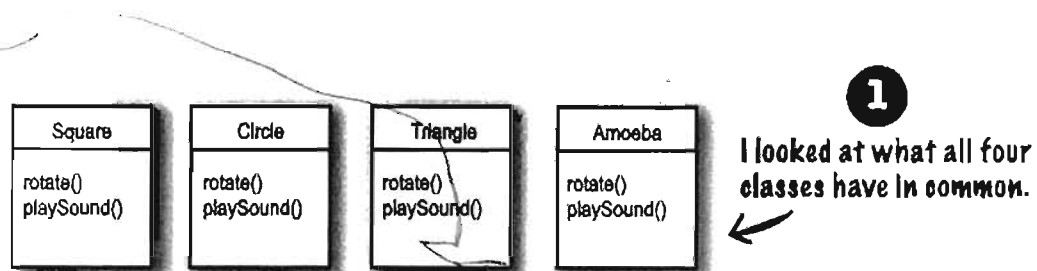 Square
rotate()
playSound()
Circle
rotate()
playSound()
Triangle
rotate()
playSound()
Amoeba
rotate()
playSound()
1
I looked at what all four
classes have in common.